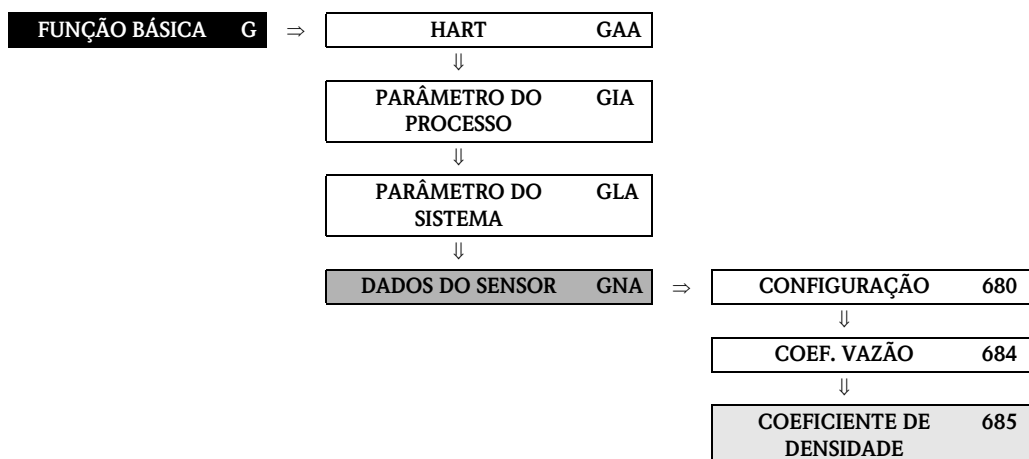 FUNÇÃO BÁSICA G ⇒ HART GAA
⇓
PARÂMETRO DO GIA
PROCESSO
⇓
PARÂMETRO DO GLA
SISTEMA
⇓
DADOS DO SENSOR GNA ⇒ CONFIGURAÇÃO 680
⇓
COEF. VAZÃO 684
⇓
COEFICIENTE DE 685
DENSIDADE